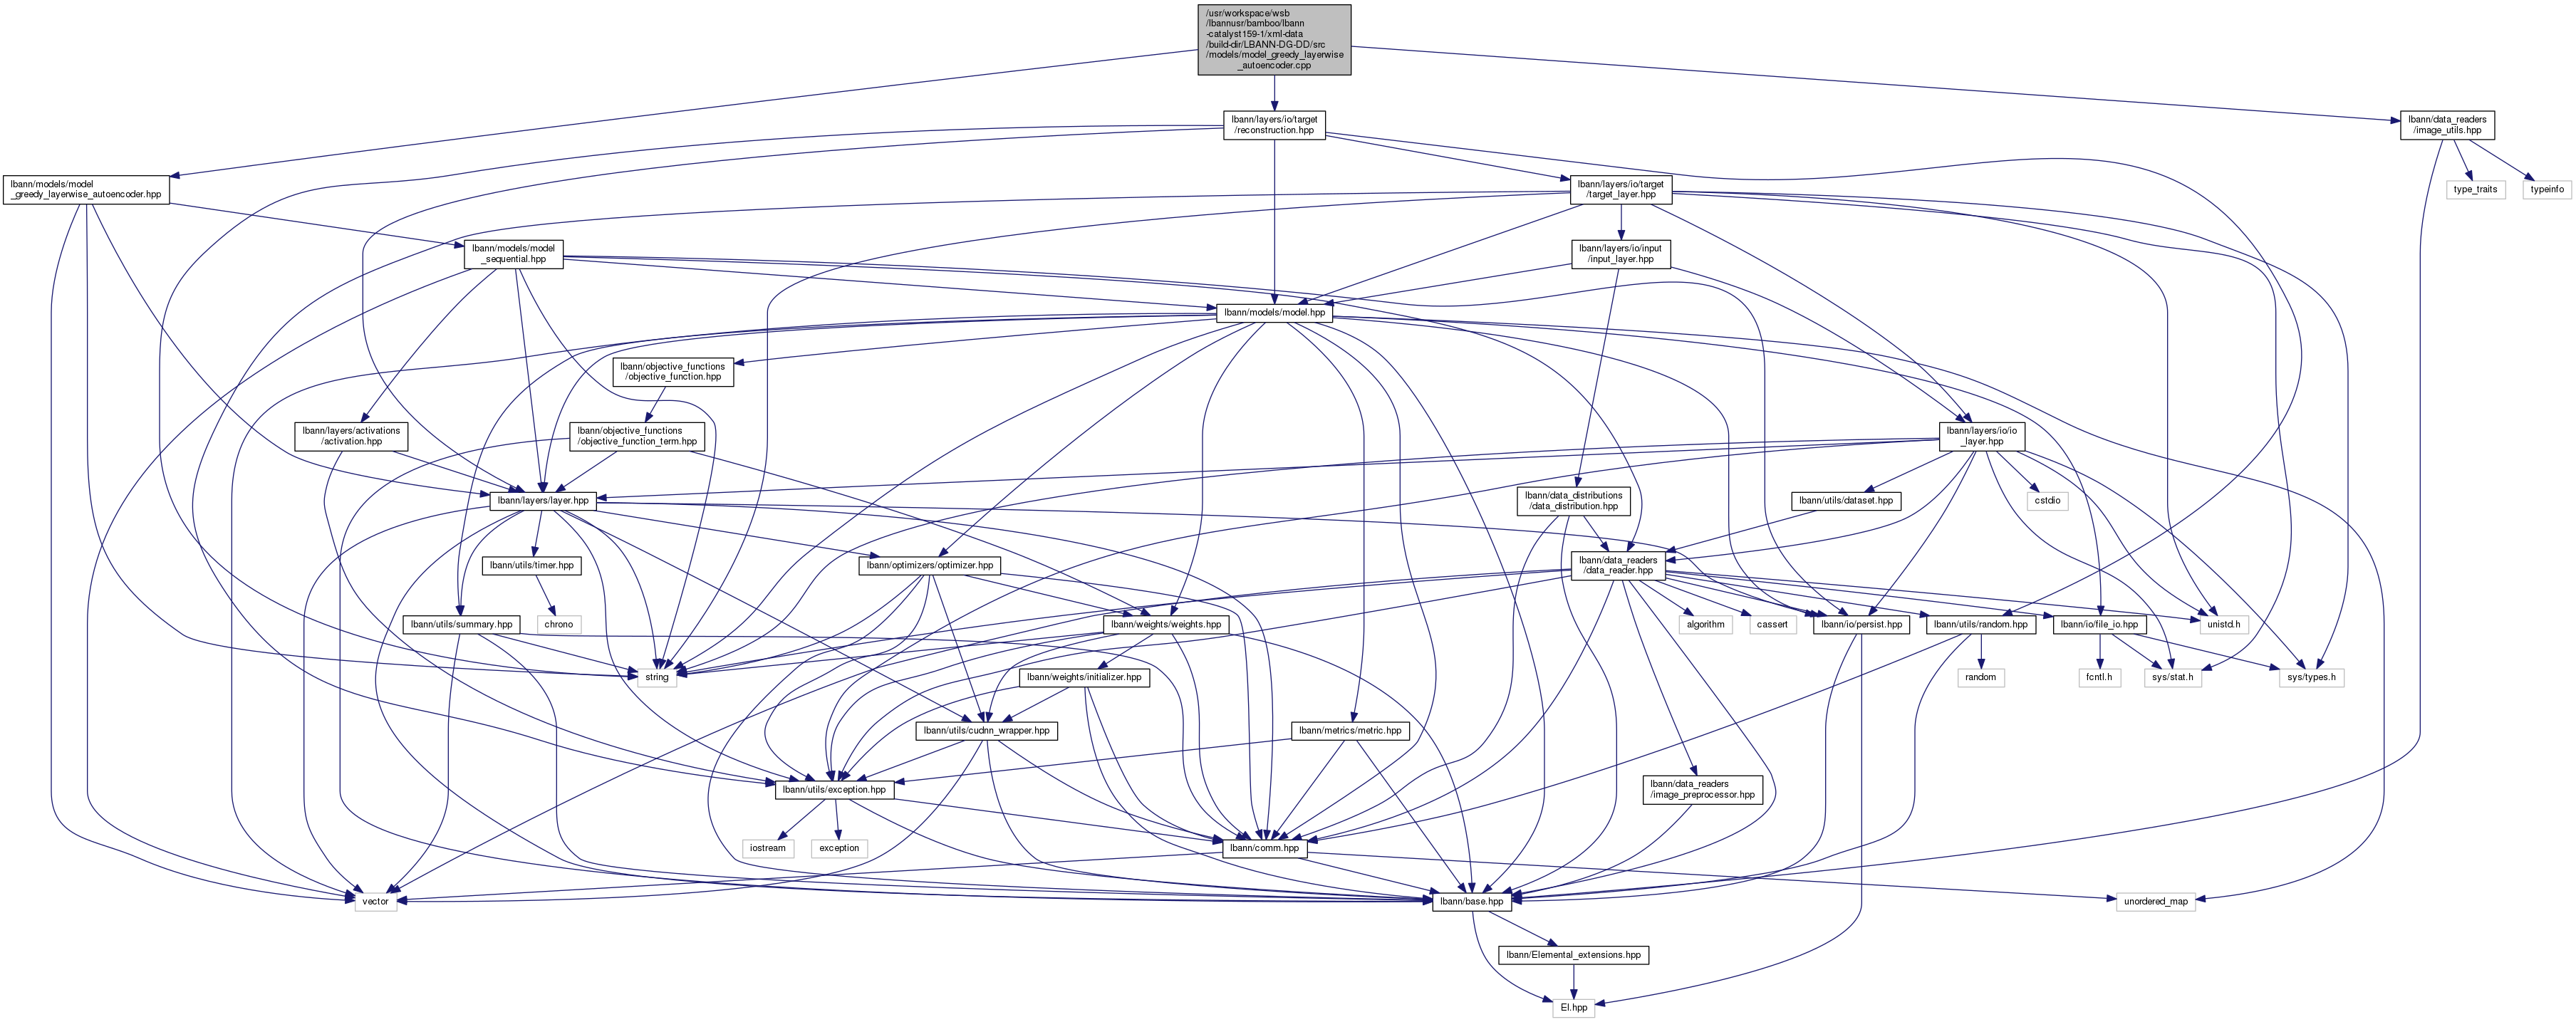 /usr/workspace/wsb
/lbannusr/bamboo/lbann
-catalyst159-1/xml-data
/build-dir/LBANN-DG-DD/src
/models/model_greedy_layerwise
_autoencoder.cpp
lbann/layers/io/target
/reconstruction.hpp
lbann/data_readers
/image_utils.hpp
lbann/models/model
_greedy_layerwise_autoencoder.hpp
lbann/layers/io/target
/target_layer.hpp
type_traits
typeinfo
lbann/models/model
_sequential.hpp
lbann/layers/io/input
/input_layer.hpp
lbann/models/model.hpp
lbann/objective_functions
/objective_function.hpp
lbann/layers/activations
/activation.hpp
lbann/objective_functions
/objective_function_term.hpp
lbann/layers/io/io
_layer.hpp
lbann/layers/layer.hpp
lbann/data_distributions
/data_distribution.hpp
lbann/utils/dataset.hpp
cstdio
lbann/utils/timer.hpp
lbann/optimizers/optimizer.hpp
lbann/data_readers
/data_reader.hpp
chrono
lbann/utils/summary.hpp
lbann/weights/weights.hpp
algorithm
cassert
lbann/io/persist.hpp
lbann/utils/random.hpp
lbann/io/file_io.hpp
unistd.h
string
lbann/weights/initializer.hpp
random
fcntl.h
sys/stat.h
sys/types.h
lbann/utils/cudnn_wrapper.hpp
lbann/metrics/metric.hpp
lbann/utils/exception.hpp
lbann/data_readers
/image_preprocessor.hpp
iostream
exception
lbann/comm.hpp
vector
lbann/base.hpp
unordered_map
lbann/Elemental_extensions.hpp
El.hpp